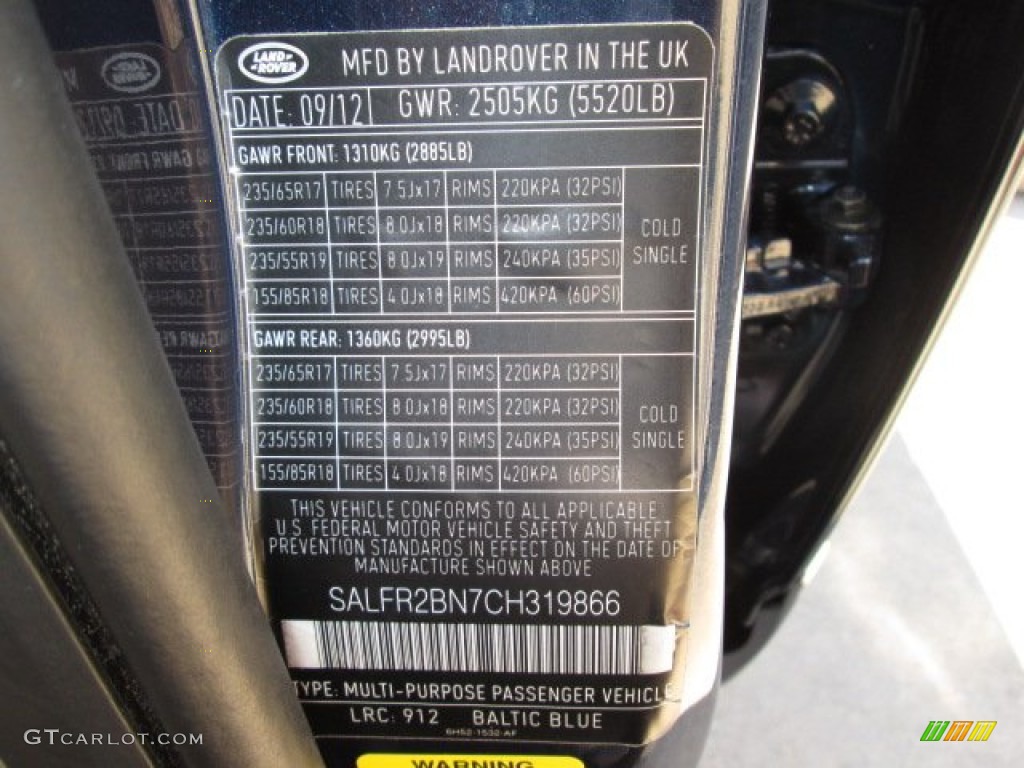 LAND ROVER
MFD BY LANDROVER IN THE UK
DATE: 09/12 GWR: 2505KG (5520LB)
GAWR FRONT: 1310KG (2885LB)
235/65R17 TIRES 7.5Jx17 RIMS 220KPA (32PSI)
235/60R18 TIRES 8.0Jx18 RIMS 220KPA (32PSI)
235/55R19 TIRES 8.0Jx19 RIMS 240KPA (35PSI)
155/85R18 TIRES 4.0Jx18 RIMS 420KPA (60PSI)
COLD
SINGLE
GAWR REAR: 1360KG (2995LB)
235/65R17 TIRES 7.5Jx17 RIMS 220KPA (32PSI)
235/60R18 TIRES 8.0Jx18 RIMS 220KPA (32PSI)
235/55R19 TIRES 8.0Jx19 RIMS 240KPA (35PSI)
155/85R18 TIRES 4.0Jx18 RIMS 420KPA (60PSI)
COLD
SINGLE
THIS VEHICLE CONFORMS TO ALL APPLICABLE
U.S. FEDERAL MOTOR VEHICLE SAFETY AND THEFT
PREVENTION STANDARDS IN EFFECT ON THE DATE OF
MANUFACTURE SHOWN ABOVE
SALFR2BN7CH319866
TYPE: MULTI-PURPOSE PASSENGER VEHICLE
LRC: 912 BALTIC BLUE
6H52-1532-AF
WARNING
GTCARLOT.COM